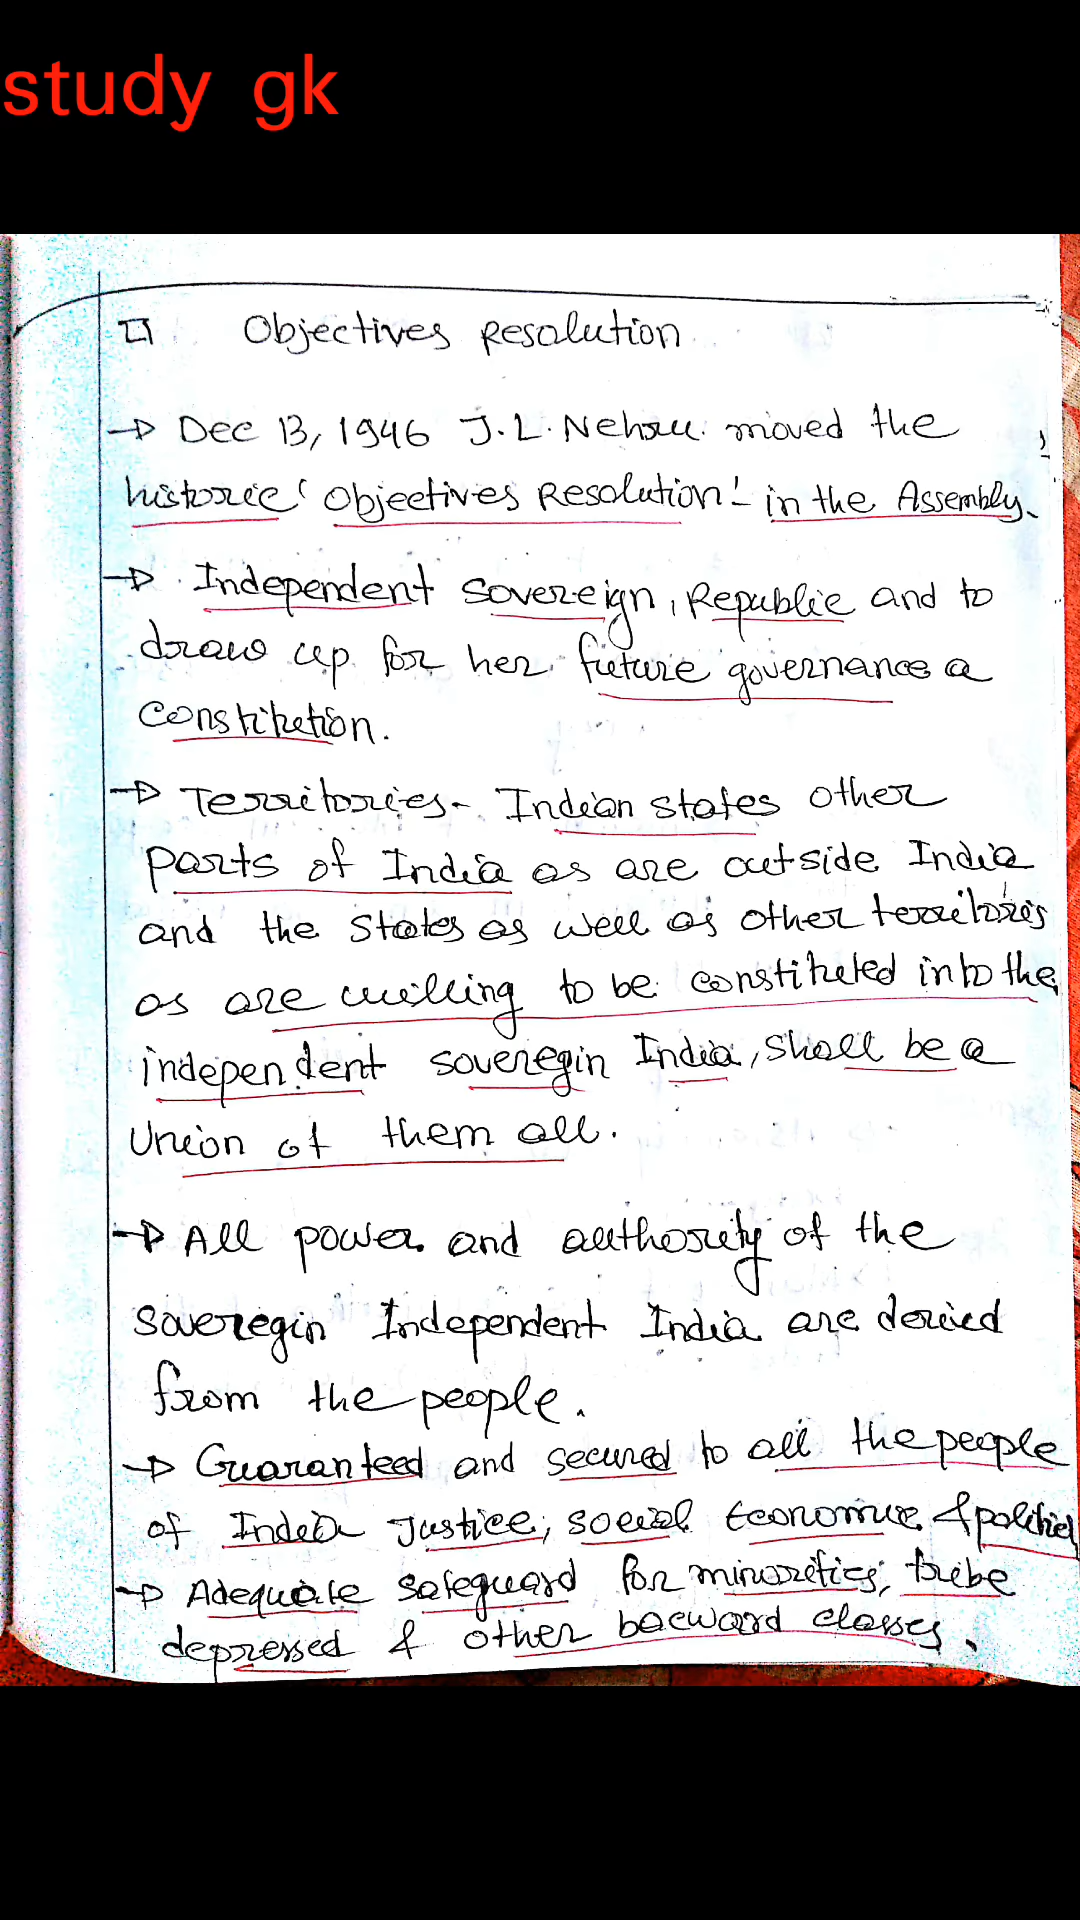 study gk
Objectives Resolution
→ Dec 13, 1946 J.L. Nehru moved the
historic 'Objectives Resolution' in the Assembly.
→ Independent Sovereign, Republic and to
draw up for her future governance a
Constitution.
→ Territories- Indian states other
parts of India as are outside India
and the States as well as other territories
as are willing to be constituted into the
independent soveregin India, shall be a
Union of them all.
→ All power and authority of the
Soveregin Independent India are deried
from the people.
→ Guaranteed and secured to all the people
of India Justice, social Economic & political
→ Adequate safeguard for minorities, tribe
depressed & other bacward classes.